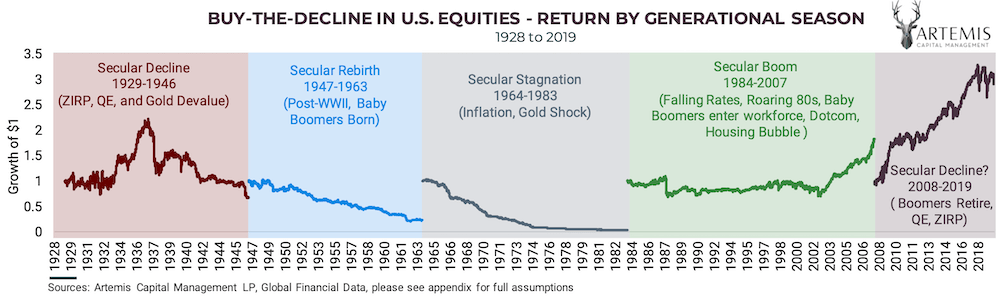 BUY-THE-DECLINE IN U.S. EQUITIES - RETURN BY GENERATIONAL SEASON
1928 to 2019
ARTEMIS
CAPITAL MANAGEMENT
Growth of $1
3.5
3
2.5
2
1.5
1
0.5
0
Secular Decline
1929-1946
(ZIRP, QE, and Gold Devalue)
Secular Rebirth
1947-1963
(Post-WWII, Baby
Boomers Born)
Secular Stagnation
1964-1983
(Inflation, Gold Shock)
Secular Boom
1984-2007
(Falling Rates, Roaring 80s, Baby
Boomers enter workforce, Dotcom,
Housing Bubble )
Secular Decline?
2008-2019
( Boomers Retire,
QE, ZIRP)
1928 1929 1931 1933 1934 1936 1937 1939 1940 1942 1943 1945 1947 1949 1950 1952 1953 1955 1956 1958 1959 1960 1961 1963 1965 1966 1968 1970 1971 1973 1974 1976 1977 1979 1980 1981 1982 1984 1986 1987 1989 1990 1992 1993 1995 1996 1997 1999 2000 2002 2003 2005 2006 2008 2010 2011 2013 2014 2016 2018
Sources: Artemis Capital Management LP, Global Financial Data, please see appendix for full assumptions